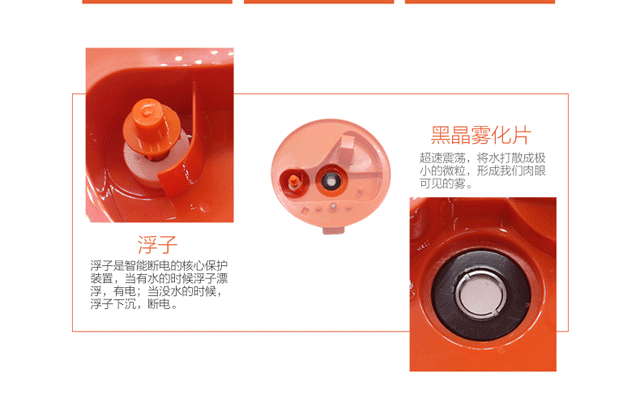 浮子
浮子是智能断电的核心保护
装置，当有水的时候浮子漂
浮，有电；当没水的时候，
浮子下沉，断电。
黑晶雾化片
超速震荡，将水打散成极
小的微粒，形成我们肉眼
可见的雾。